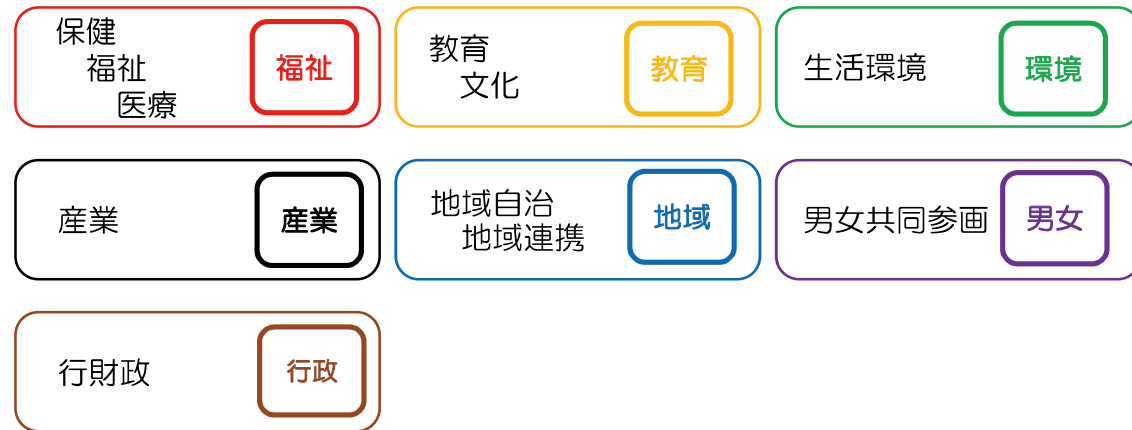 保健
福祉
医療
福祉
教育
文化
教育
生活環境
環境
産業
産業
地域自治
地域連携
地域
男女共同参画
男女
行財政
行政